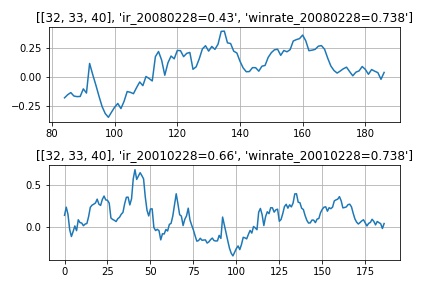 [[32, 33, 40], 'ir_20080228=0.43', 'winrate_20080228=0.738']
0.25
0.00
−0.25
80 100 120 140 160 180
[[32, 33, 40], 'ir_20010228=0.66', 'winrate_20010228=0.738']
0.5
0.0
0 25 50 75 100 125 150 175